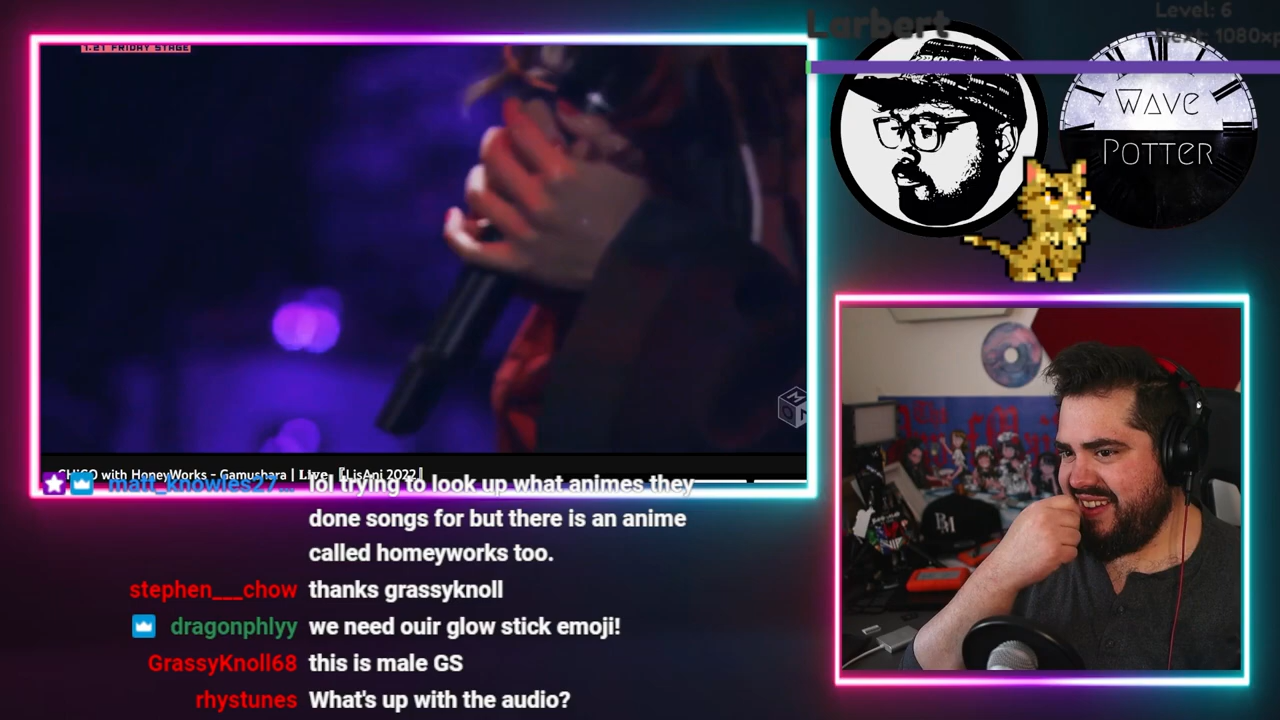 1.21 FRIDAY STAGE
Larbert
Level: 6
Next: 1080xp
WAVE
POTTER
CHiCO with HoneyWorks – Gamushara | Live 『LisAni 2022』
matt_knowles27... lol trying to look up what animes they
done songs for but there is an anime
called homeyworks too.
stephen___chow thanks grassyknoll
dragonphlyy we need ouir glow stick emoji!
GrassyKnoll68 this is male GS
rhystunes What's up with the audio?